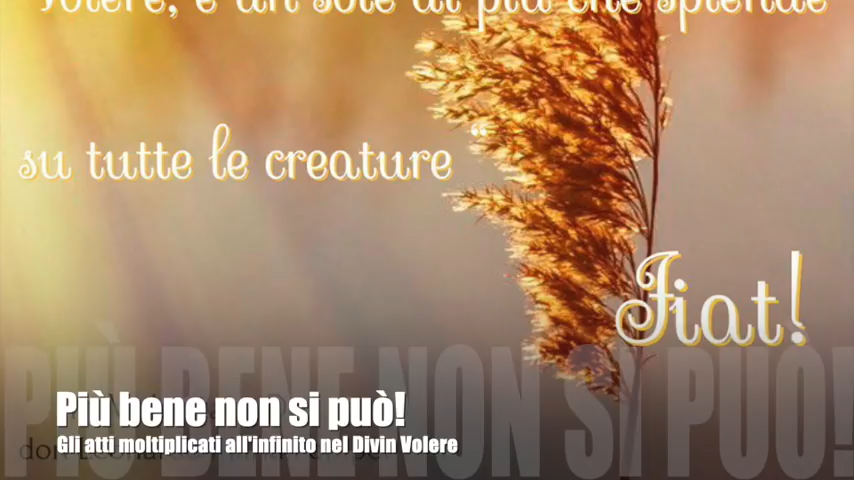 Volere, è un sole di più che splende
su tutte le creature "
Fiat!
PIÙ BENE NON SI PUÒ!
Più bene non si può!
Gli atti moltiplicati all'infinito nel Divin Volere
don